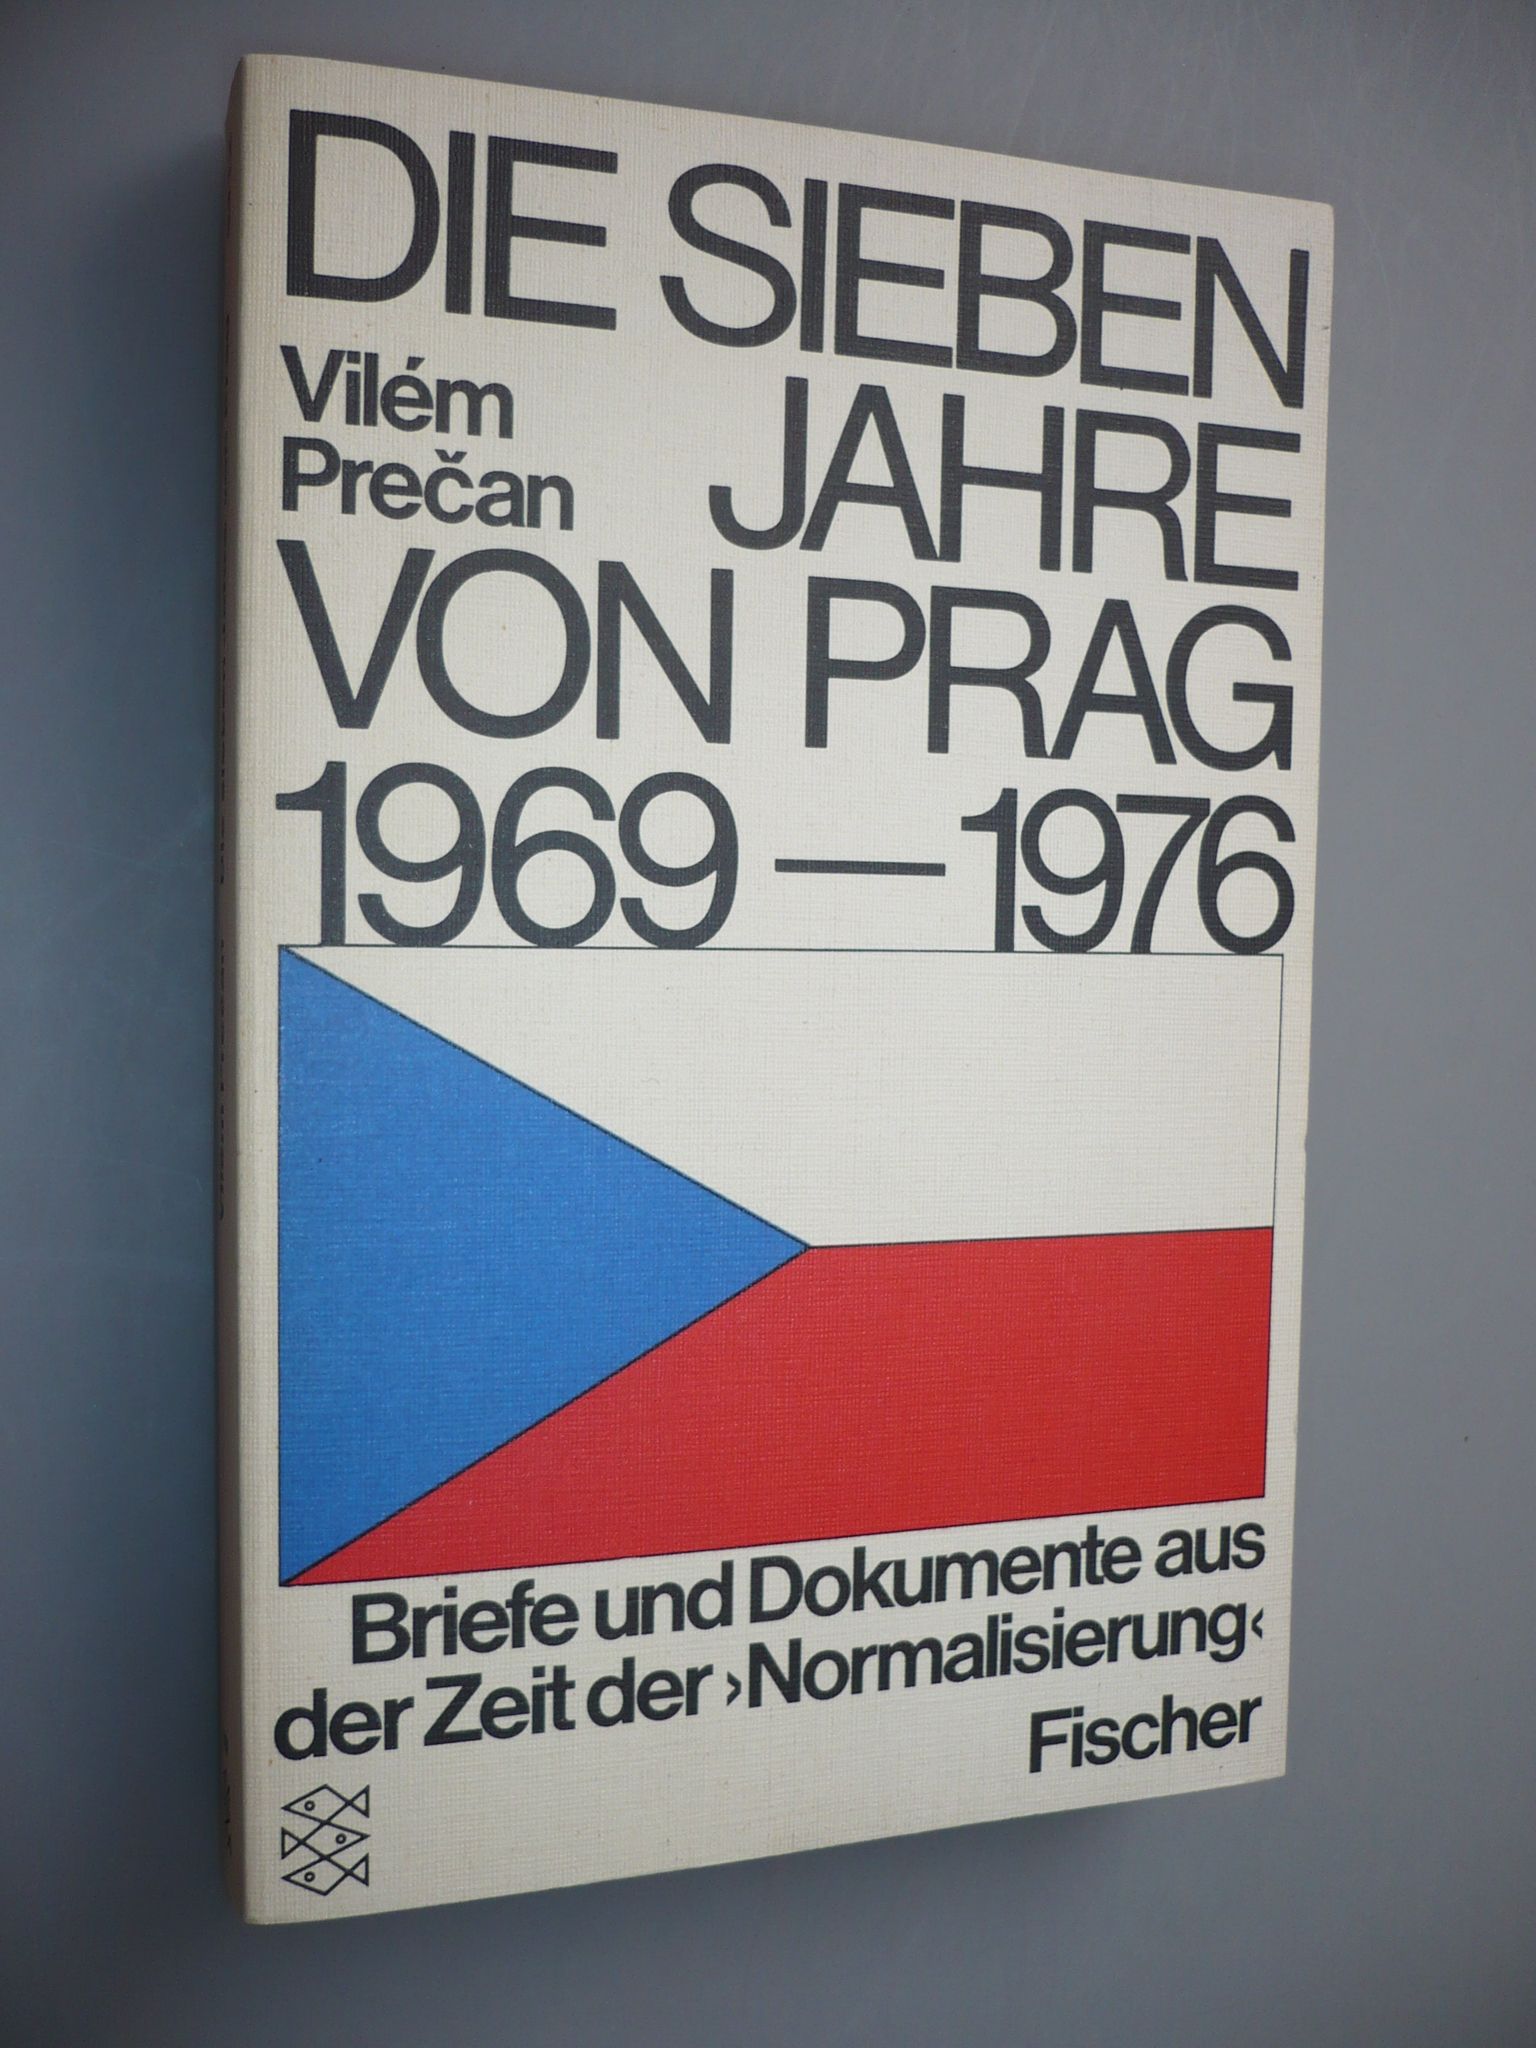 DIE SIEBEN
Vilém
Prečan
JAHRE
VON PRAG
1969 — 1976
Briefe und Dokumente aus
der Zeit der ›Normalisierung‹
Fischer